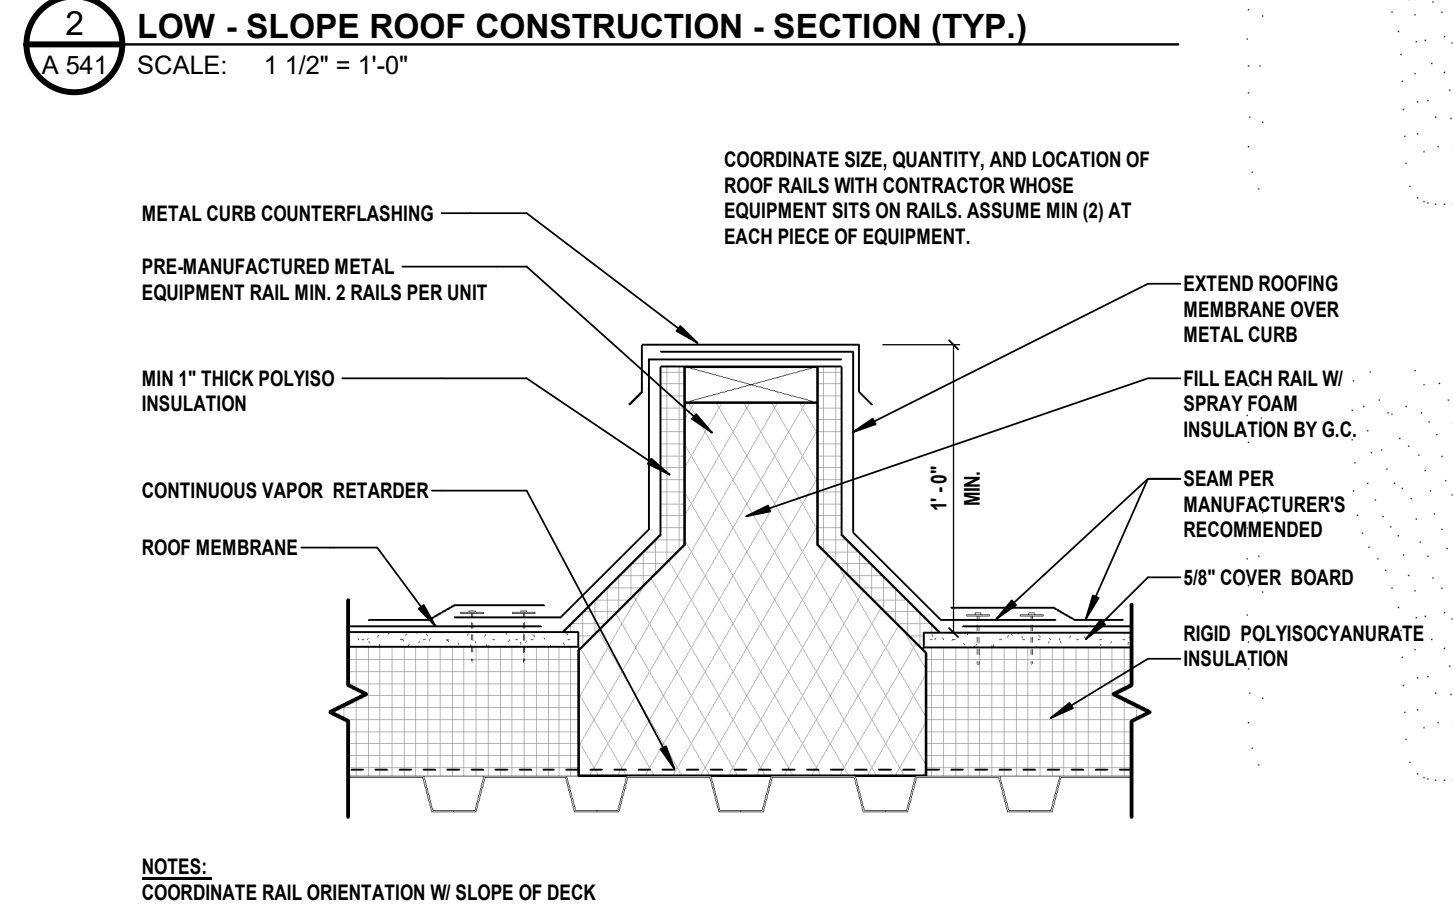 2
LOW - SLOPE ROOF CONSTRUCTION - SECTION (TYP.)
A 541
SCALE: 1 1/2" = 1'-0"
COORDINATE SIZE, QUANTITY, AND LOCATION OF
ROOF RAILS WITH CONTRACTOR WHOSE
EQUIPMENT SITS ON RAILS. ASSUME MIN (2) AT
EACH PIECE OF EQUIPMENT.
METAL CURB COUNTERFLASHING
PRE-MANUFACTURED METAL
EQUIPMENT RAIL MIN. 2 RAILS PER UNIT
MIN 1" THICK POLYISO
INSULATION
CONTINUOUS VAPOR RETARDER
ROOF MEMBRANE
1' - 0"
MIN.
EXTEND ROOFING
MEMBRANE OVER
METAL CURB
FILL EACH RAIL W/
SPRAY FOAM
INSULATION BY G.C.
SEAM PER
MANUFACTURER'S
RECOMMENDED
5/8" COVER BOARD
RIGID POLYISOCYANURATE
INSULATION
NOTES:
COORDINATE RAIL ORIENTATION W/ SLOPE OF DECK